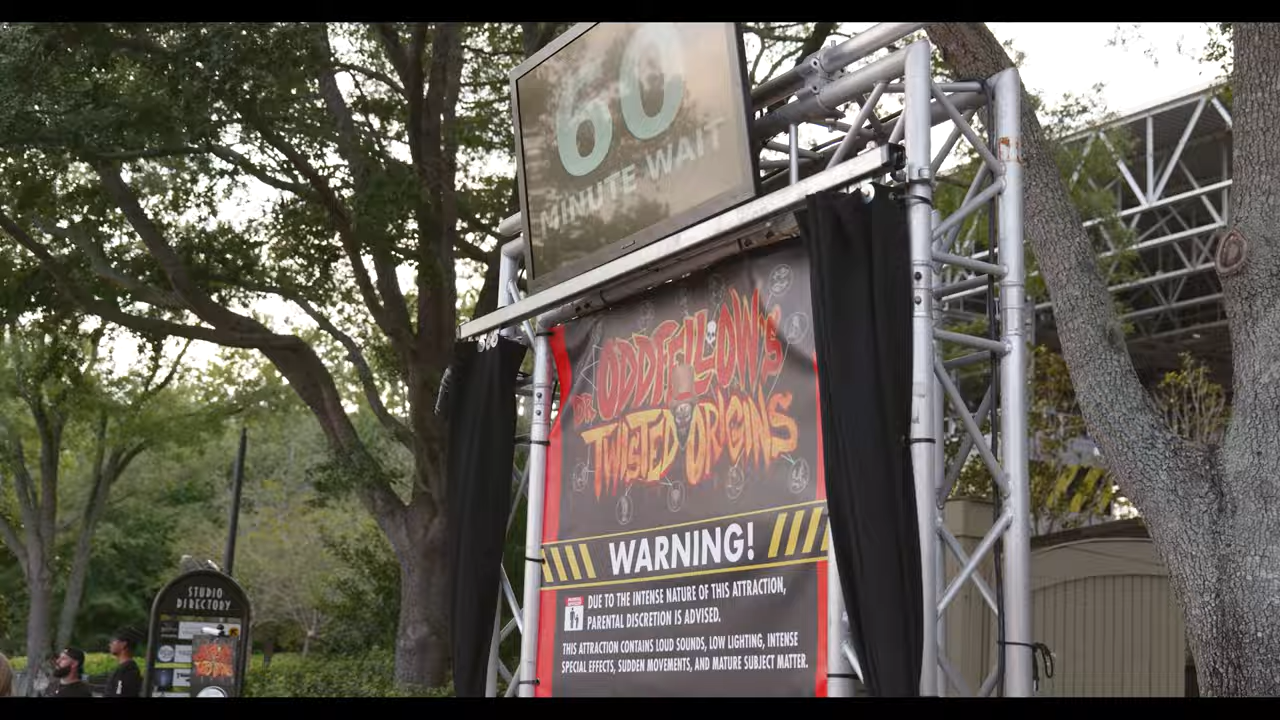 60
MINUTE WAIT
DR. ODDFELLOW'S
TWISTED ORIGINS
WARNING!
DUE TO THE INTENSE NATURE OF THIS ATTRACTION,
PARENTAL DISCRETION IS ADVISED.
THIS ATTRACTION CONTAINS LOUD SOUNDS, LOW LIGHTING, INTENSE
SPECIAL EFFECTS, SUDDEN MOVEMENTS, AND MATURE SUBJECT MATTER.
STUDIO
DIRECTORY